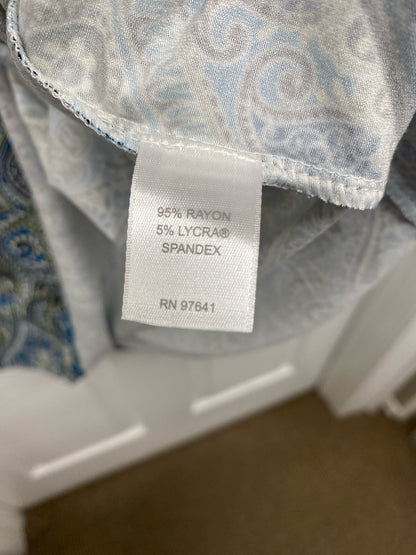 95% RAYON
5% LYCRA®
SPANDEX
RN 97641